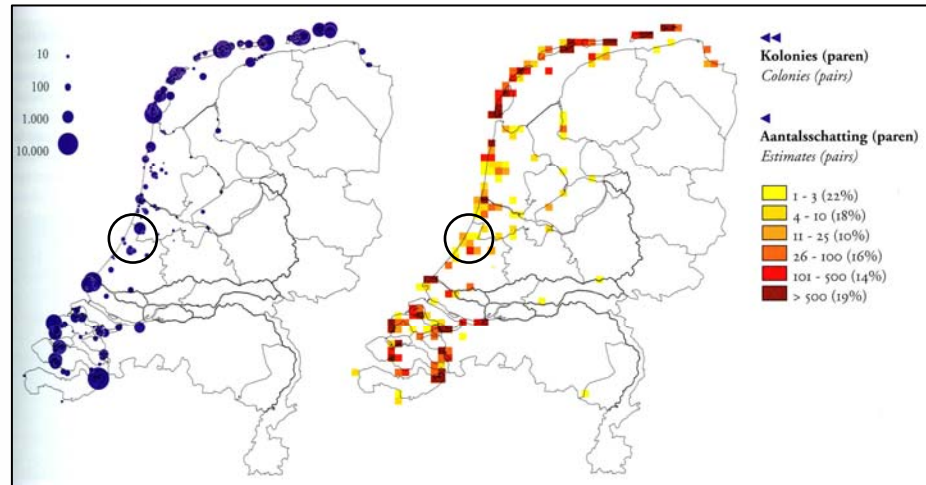 10
100
1.000
10.000
Kolonies (paren)
Colonies (pairs)
Aantalsschatting (paren)
Estimates (pairs)
1 - 3 (22%)
4 - 10 (18%)
11 - 25 (10%)
26 - 100 (16%)
101 - 500 (14%)
> 500 (19%)